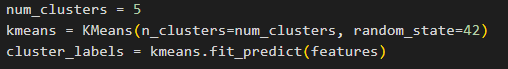 num_clusters = 5
kmeans = KMeans(n_clusters=num_clusters, random_state=42)
cluster_labels = kmeans.fit_predict(features)